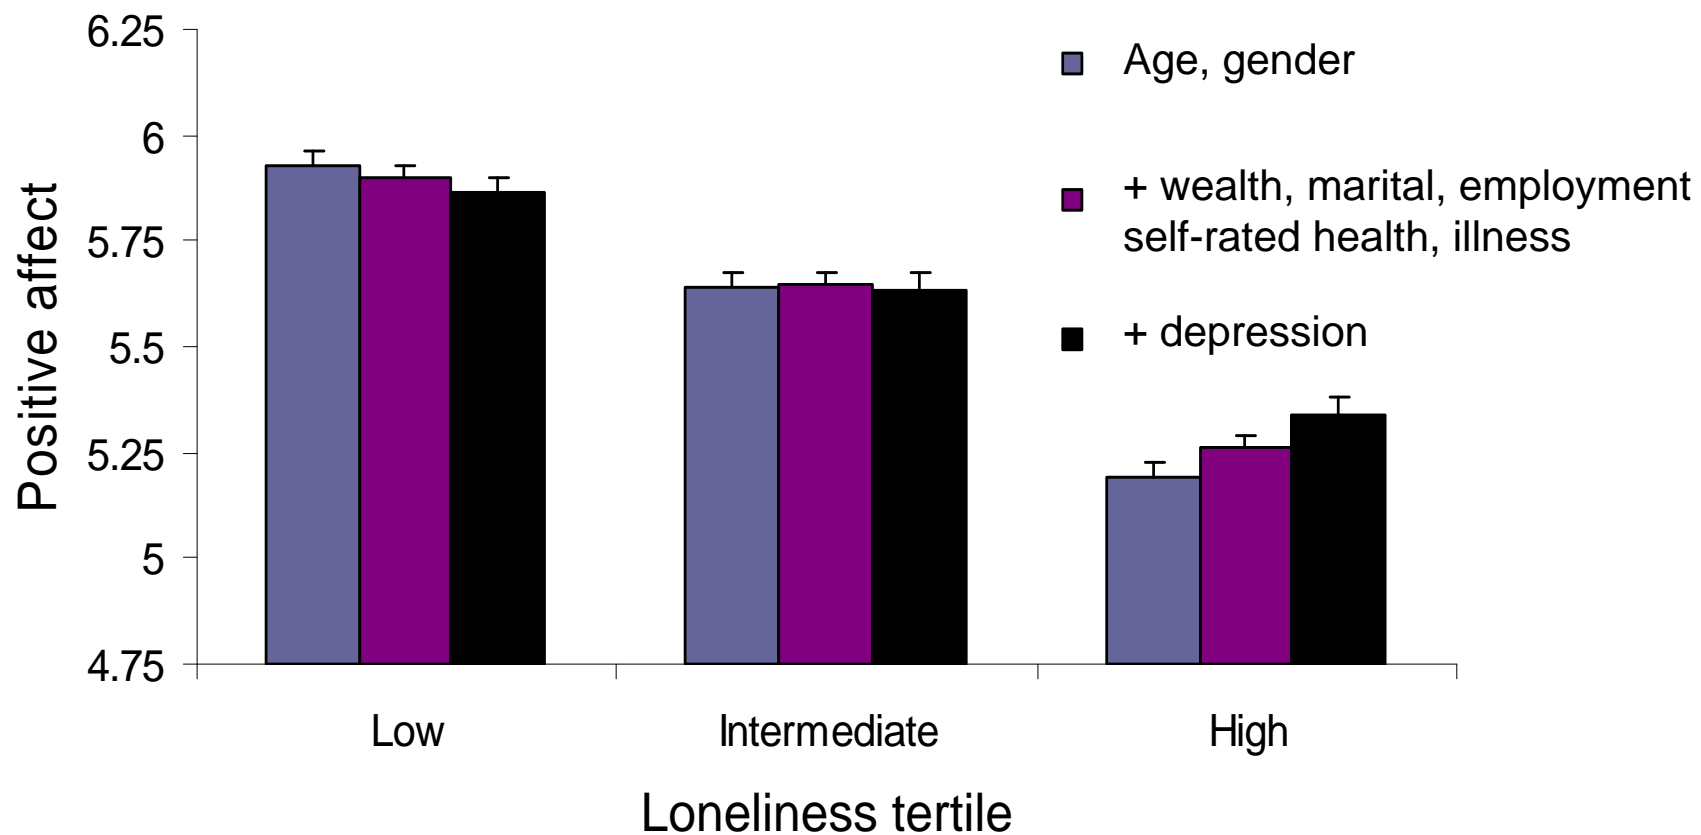 6.25
6
5.75
5.5
5.25
5
4.75
Positive affect
Age, gender
+ wealth, marital, employment
self-rated health, illness
+ depression
Low
Intermediate
High
Loneliness tertile